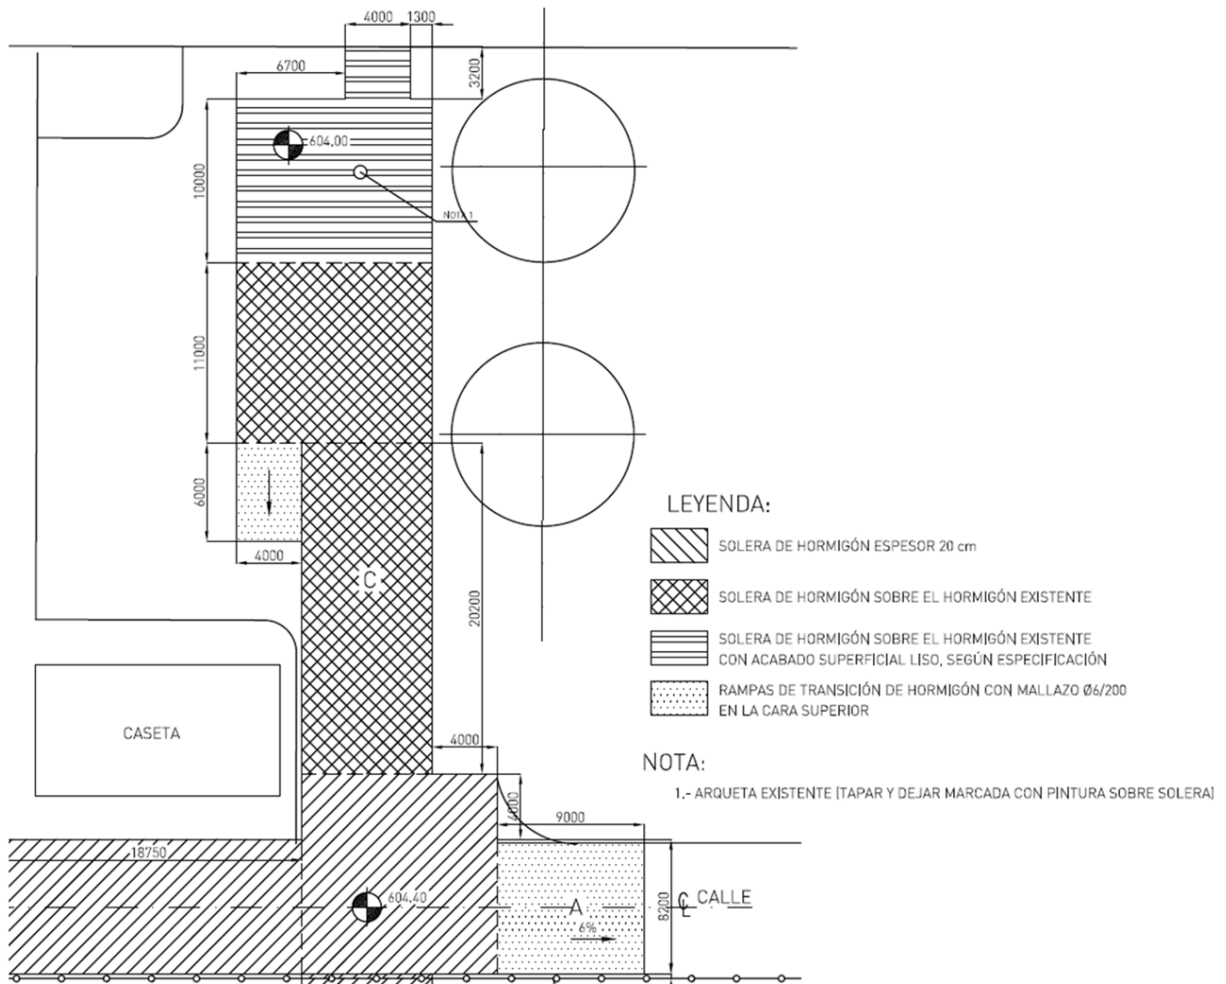 4000
1300
6700
3200
604.00
10000
NOTA 1
11000
6000
4000
C
20200
LEYENDA:
SOLERA DE HORMIGÓN ESPESOR 20 cm
SOLERA DE HORMIGÓN SOBRE EL HORMIGÓN EXISTENTE
SOLERA DE HORMIGÓN SOBRE EL HORMIGÓN EXISTENTE
CON ACABADO SUPERFICIAL LISO, SEGÚN ESPECIFICACIÓN
RAMPAS DE TRANSICIÓN DE HORMIGÓN CON MALLAZO Ø6/200
EN LA CARA SUPERIOR
CASETA
4000
NOTA:
1.- ARQUETA EXISTENTE (TAPAR Y DEJAR MARCADA CON PINTURA SOBRE SOLERA)
4000
9000
18750
604.40
A
6%
8200
CL CALLE